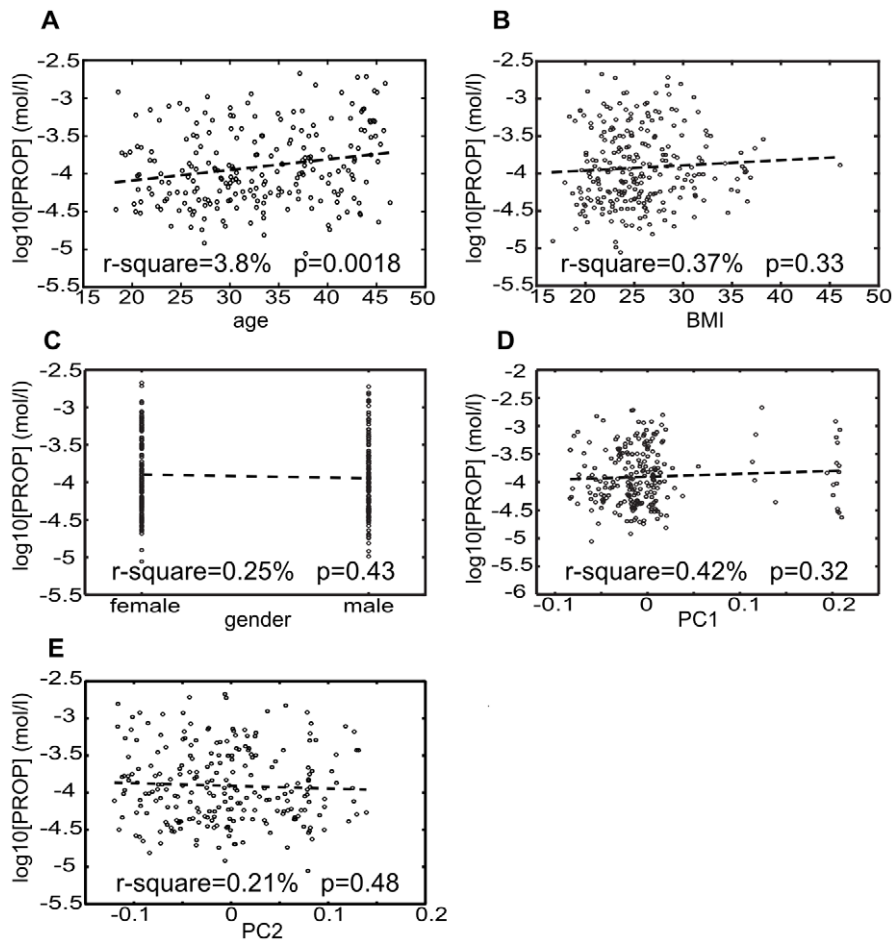 A
B
log10[PROP] (mol/l)
-2.5
-3
-3.5
-4
-4.5
-5
-5.5
r-square=3.8% p=0.0018
15 20 25 30 35 40 45 50
age
log10[PROP] (mol/l)
-2.5
-3
-3.5
-4
-4.5
-5
-5.5
r-square=0.37% p=0.33
15 20 25 30 35 40 45 50
BMI
C
D
log10[PROP] (mol/l)
-2.5
-3
-3.5
-4
-4.5
-5
-5.5
r-square=0.25% p=0.43
female male
gender
log10[PROP] (mol/l)
-2
-2.5
-3
-3.5
-4
-4.5
-5
-5.5
-6
r-square=0.42% p=0.32
-0.1 0 0.1 0.2
PC1
E
log10[PROP] (mol/l)
-2.5
-3
-3.5
-4
-4.5
-5
-5.5
r-square=0.21% p=0.48
-0.1 0 0.1 0.2
PC2